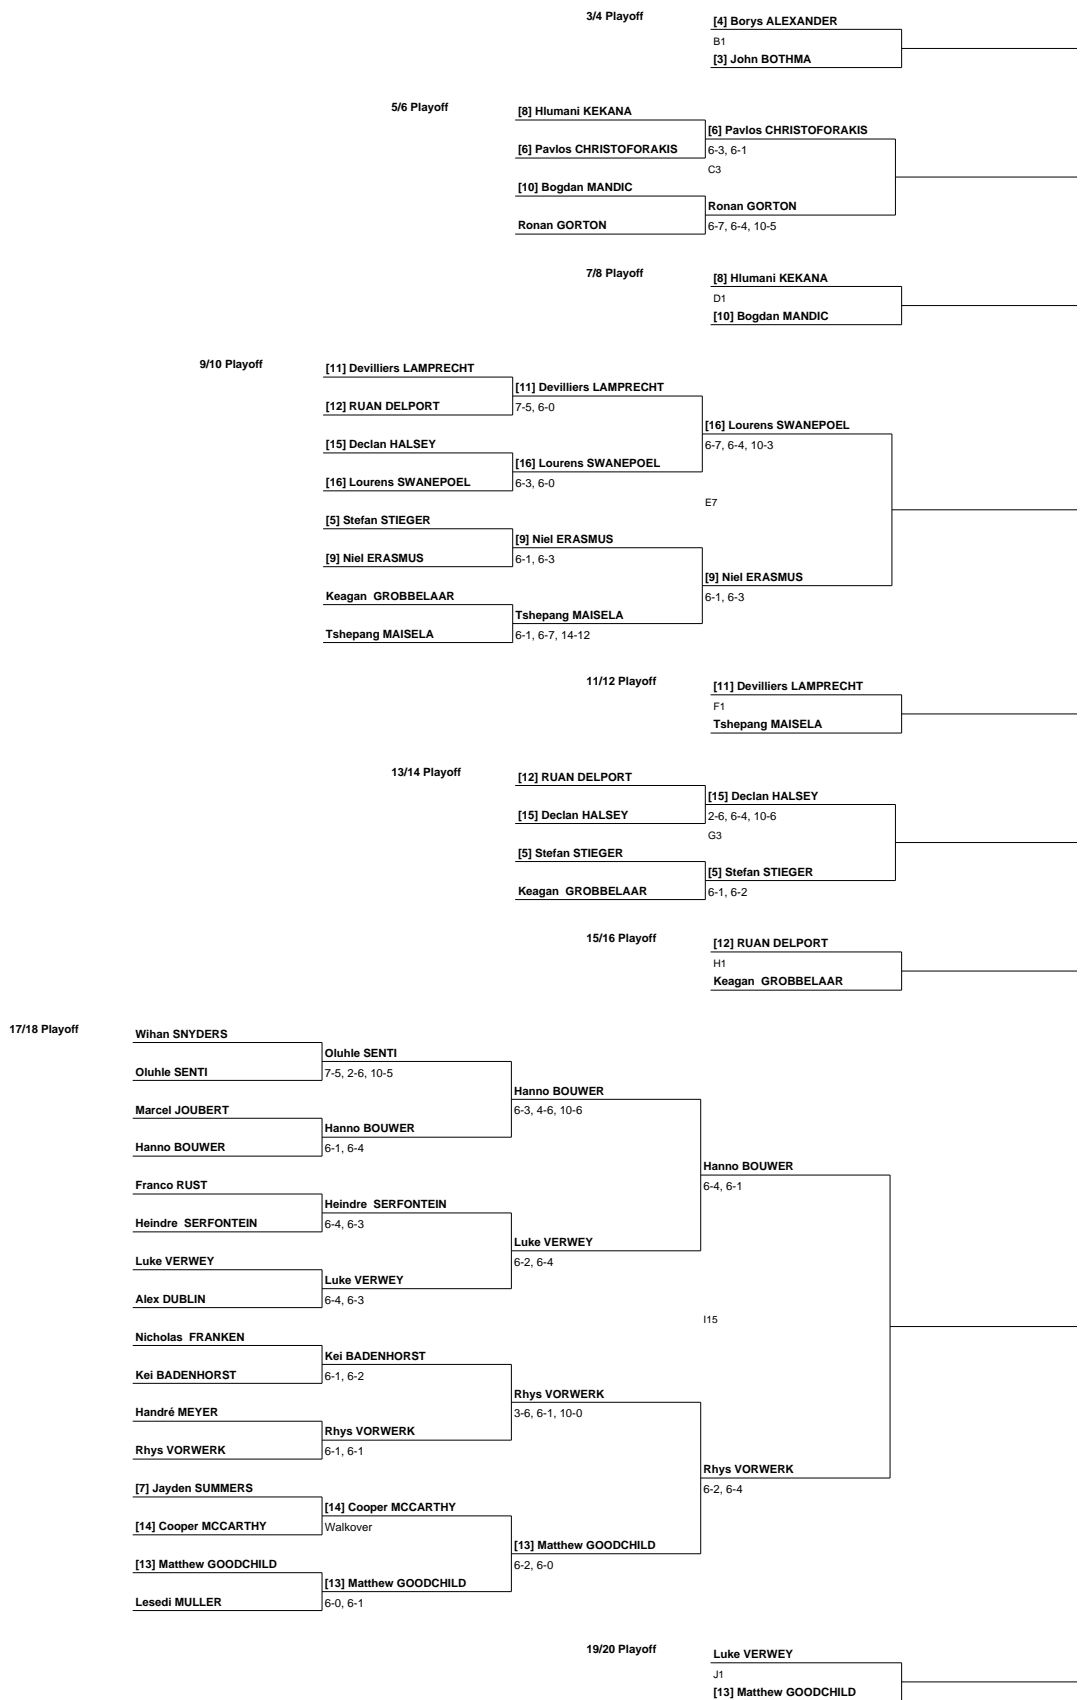 3/4 Playoff
[4] Borys ALEXANDER
B1
[3] John BOTHMA
5/6 Playoff
[8] Hlumani KEKANA
[6] Pavlos CHRISTOFORAKIS
[6] Pavlos CHRISTOFORAKIS
6-3, 6-1
C3
[10] Bogdan MANDIC
Ronan GORTON
Ronan GORTON
6-7, 6-4, 10-5
7/8 Playoff
[8] Hlumani KEKANA
D1
[10] Bogdan MANDIC
9/10 Playoff
[11] Devilliers LAMPRECHT
[11] Devilliers LAMPRECHT
[12] RUAN DELPORT
7-5, 6-0
[16] Lourens SWANEPOEL
6-7, 6-4, 10-3
[15] Declan HALSEY
[16] Lourens SWANEPOEL
[16] Lourens SWANEPOEL
6-3, 6-0
E7
[5] Stefan STIEGER
[9] Niel ERASMUS
[9] Niel ERASMUS
6-1, 6-3
[9] Niel ERASMUS
6-1, 6-3
Keagan  GROBBELAAR
Tshepang MAISELA
Tshepang MAISELA
6-1, 6-7, 14-12
11/12 Playoff
[11] Devilliers LAMPRECHT
F1
Tshepang MAISELA
13/14 Playoff
[12] RUAN DELPORT
[15] Declan HALSEY
[15] Declan HALSEY
2-6, 6-4, 10-6
G3
[5] Stefan STIEGER
[5] Stefan STIEGER
Keagan  GROBBELAAR
6-1, 6-2
15/16 Playoff
[12] RUAN DELPORT
H1
Keagan  GROBBELAAR
17/18 Playoff
Wihan SNYDERS
Oluhle SENTI
Oluhle SENTI
7-5, 2-6, 10-5
Hanno BOUWER
6-3, 4-6, 10-6
Marcel JOUBERT
Hanno BOUWER
Hanno BOUWER
6-1, 6-4
Hanno BOUWER
6-4, 6-1
Franco RUST
Heindre  SERFONTEIN
Heindre  SERFONTEIN
6-4, 6-3
Luke VERWEY
6-2, 6-4
Luke VERWEY
Luke VERWEY
Alex DUBLIN
6-4, 6-3
I15
Nicholas  FRANKEN
Kei BADENHORST
Kei BADENHORST
6-1, 6-2
Rhys VORWERK
3-6, 6-1, 10-0
Handré MEYER
Rhys VORWERK
Rhys VORWERK
6-1, 6-1
Rhys VORWERK
6-2, 6-4
[7] Jayden SUMMERS
[14] Cooper MCCARTHY
[14] Cooper MCCARTHY
Walkover
[13] Matthew GOODCHILD
6-2, 6-0
[13] Matthew GOODCHILD
[13] Matthew GOODCHILD
Lesedi MULLER
6-0, 6-1
19/20 Playoff
Luke VERWEY
J1
[13] Matthew GOODCHILD